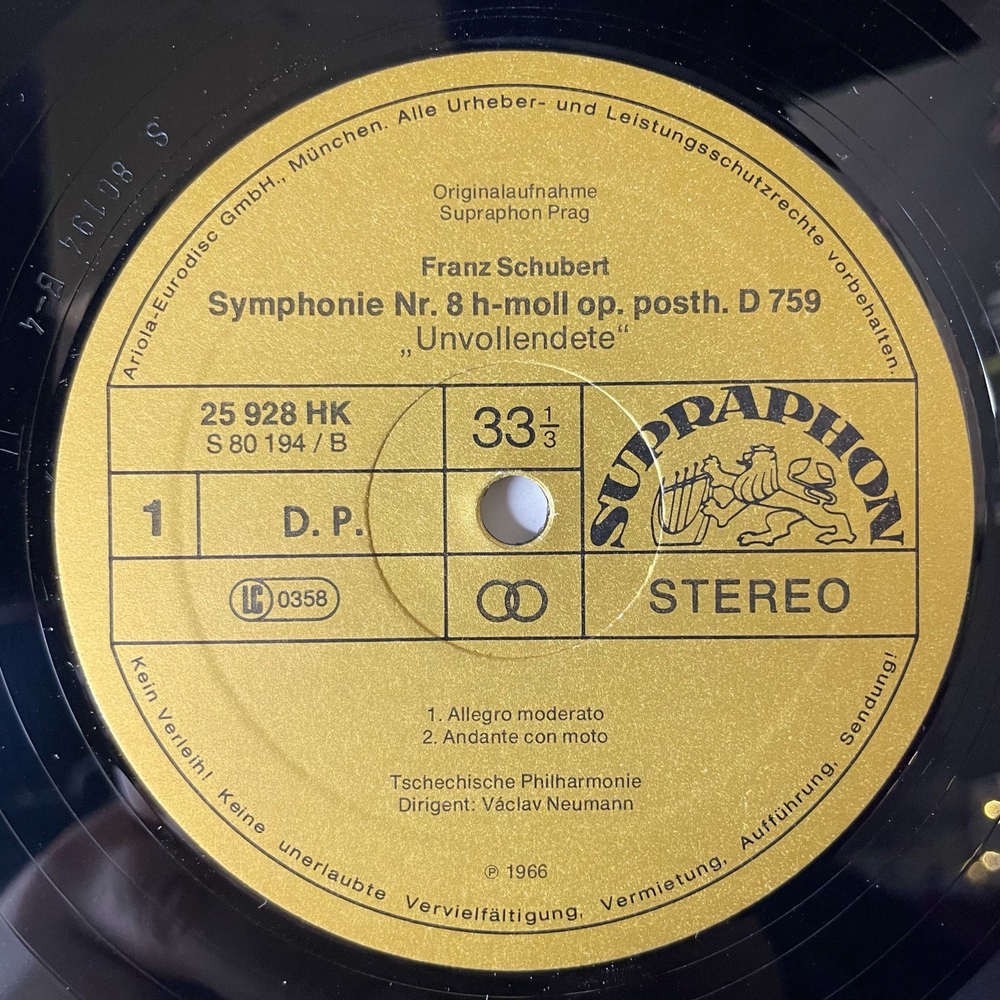 Ariola-Eurodisc GmbH., München. Alle Urheber- und Leistungsschutzrechte vorbehalten.
S 80194 B-4
Originalaufnahme
Supraphon Prag
Franz Schubert
Symphonie Nr. 8 h-moll op. posth. D 759
„Unvollendete“
25 928 HK
S 80 194 / B
33 1/3
SUPRAPHON
1
D. P.
LC 0358
STEREO
1. Allegro moderato
2. Andante con moto
Tschechische Philharmonie
Dirigent: Václav Neumann
℗ 1966
Kein Verleih! Keine unerlaubte Vervielfältigung, Vermietung, Aufführung, Sendung!